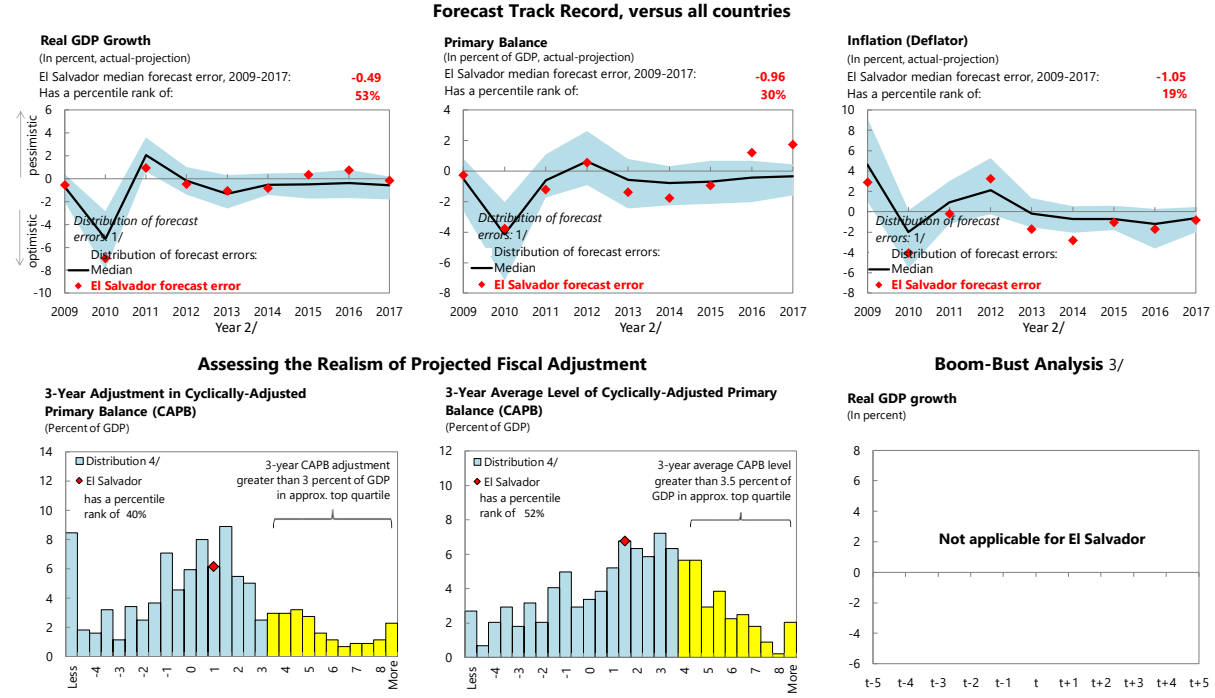 Forecast Track Record, versus all countries
Real GDP Growth
(In percent, actual-projection)
El Salvador median forecast error, 2009-2017:
-0.49
Has a percentile rank of:
53%
pessimistic
optimistic
6
4
2
0
-2
-4
-6
-8
-10
Distribution of forecast
errors: 1/
Distribution of forecast errors:
Median
El Salvador forecast error
2009 2010 2011 2012 2013 2014 2015 2016 2017
Year 2/
Primary Balance
(In percent of GDP, actual-projection)
El Salvador median forecast error, 2009-2017:
-0.96
Has a percentile rank of:
30%
4
2
0
-2
-4
-6
-8
Distribution of forecast
errors: 1/
Distribution of forecast errors:
Median
El Salvador forecast error
2009 2010 2011 2012 2013 2014 2015 2016 2017
Year 2/
Inflation (Deflator)
(In percent, actual-projection)
El Salvador median forecast error, 2009-2017:
-1.05
Has a percentile rank of:
19%
10
8
6
4
2
0
-2
-4
-6
-8
Distribution of forecast
errors: 1/
Distribution of forecast errors:
Median
El Salvador forecast error
2009 2010 2011 2012 2013 2014 2015 2016 2017
Year 2/
Assessing the Realism of Projected Fiscal Adjustment
3-Year Adjustment in Cyclically-Adjusted
Primary Balance (CAPB)
(Percent of GDP)
14
12
10
8
6
4
2
0
Distribution 4/
El Salvador
has a percentile
rank of 40%
3-year CAPB adjustment
greater than 3 percent of GDP
in approx. top quartile
Less -4 -3 -2 -1 0 1 2 3 4 5 6 7 8 More
3-Year Average Level of Cyclically-Adjusted Primary
Balance (CAPB)
(Percent of GDP)
12
10
8
6
4
2
0
Distribution 4/
El Salvador
has a percentile
rank of 52%
3-year average CAPB level
greater than 3.5 percent of
GDP in approx. top quartile
Less -4 -3 -2 -1 0 1 2 3 4 5 6 7 8 More
Boom-Bust Analysis 3/
Real GDP growth
(In percent)
8
6
4
2
0
-2
-4
-6
Not applicable for El Salvador
t-5 t-4 t-3 t-2 t-1 t t+1 t+2 t+3 t+4 t+5